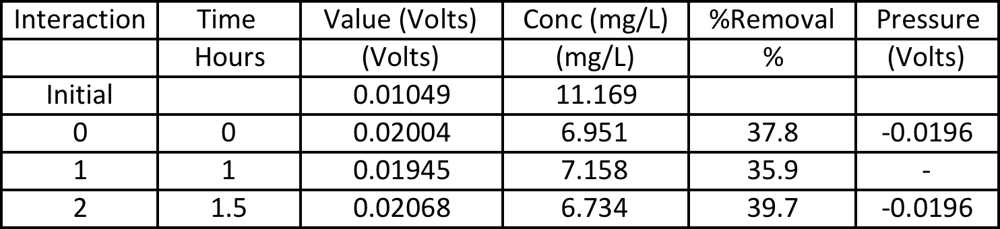 Interaction Time Value (Volts) Conc (mg/L) %Removal Pressure
Hours (Volts) (mg/L) % (Volts)
Initial 0.01049 11.169
0 0 0.02004 6.951 37.8 -0.0196
1 1 0.01945 7.158 35.9 -
2 1.5 0.02068 6.734 39.7 -0.0196